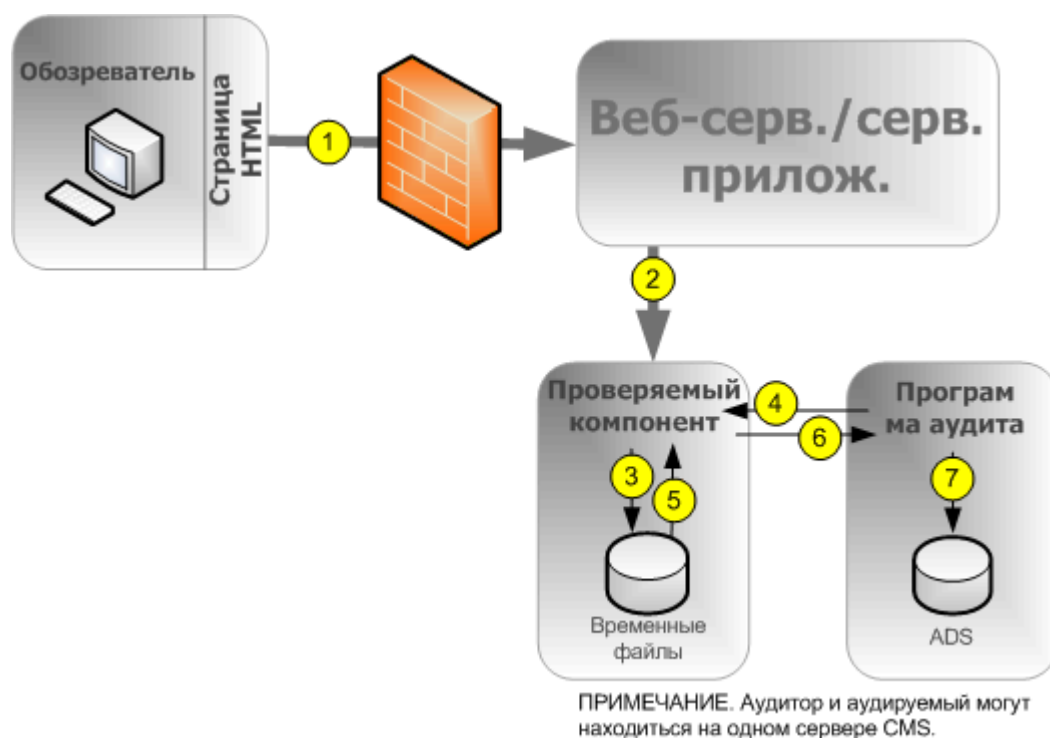 Обозреватель
Страница
HTML
1
Веб-серв./серв.
прилож.
2
Проверяемый
компонент
4
6
Програм
ма аудита
3
5
7
Временные
файлы
ADS
ПРИМЕЧАНИЕ. Аудитор и аудируемый могут
находиться на одном сервере CMS.